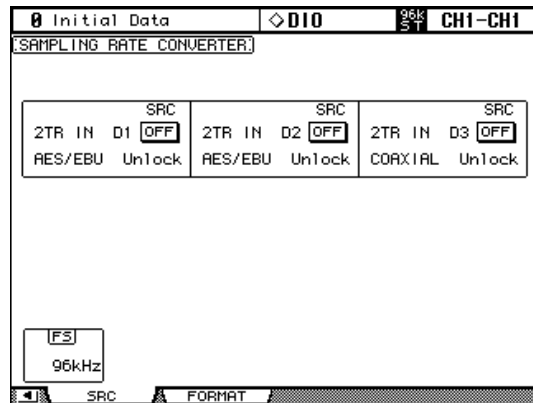 0 Initial Data ◇DIO 96k ST CH1-CH1
SAMPLING RATE CONVERTER
SRC SRC SRC
2TR IN D1 OFF 2TR IN D2 OFF 2TR IN D3 OFF
AES/EBU Unlock AES/EBU Unlock COAXIAL Unlock
FS
96kHz
SRC FORMAT